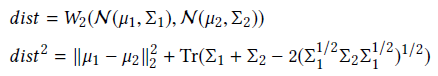 dist = W₂(𝒩(μ₁, Σ₁), 𝒩(μ₂, Σ₂))
dist² = ‖μ₁ − μ₂‖₂² + Tr(Σ₁ + Σ₂ − 2(Σ₁^{1/2}Σ₂Σ₁^{1/2})^{1/2})